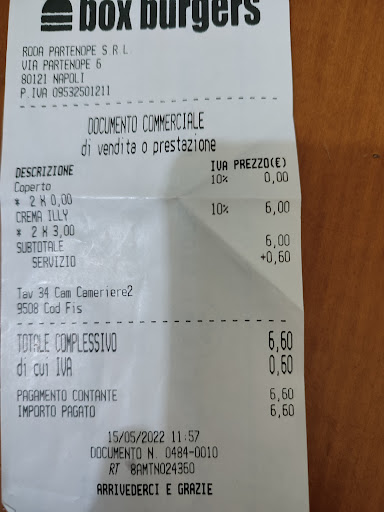 box burgers
RODA PARTENOPE S.R.L
VIA PARTENOPE 6
80121 NAPOLI
P.IVA 09532501211
DOCUMENTO COMMERCIALE
di vendita o prestazione
DESCRIZIONE IVA PREZZO(€)
Coperto 10% 0,00
* 2 X 0,00
CREMA ILLY 10% 6,00
* 2 X 3,00
SUBTOTALE 6,00
SERVIZIO +0,60
Tav 34 Cam Cameriere2
9508 Cod Fis
TOTALE COMPLESSIVO 6,60
di cui IVA 0,60
PAGAMENTO CONTANTE 6,60
IMPORTO PAGATO 6,60
15/05/2022 11:57
DOCUMENTO N. 0484-0010
RT 8AMTN024360
ARRIVEDERCI E GRAZIE